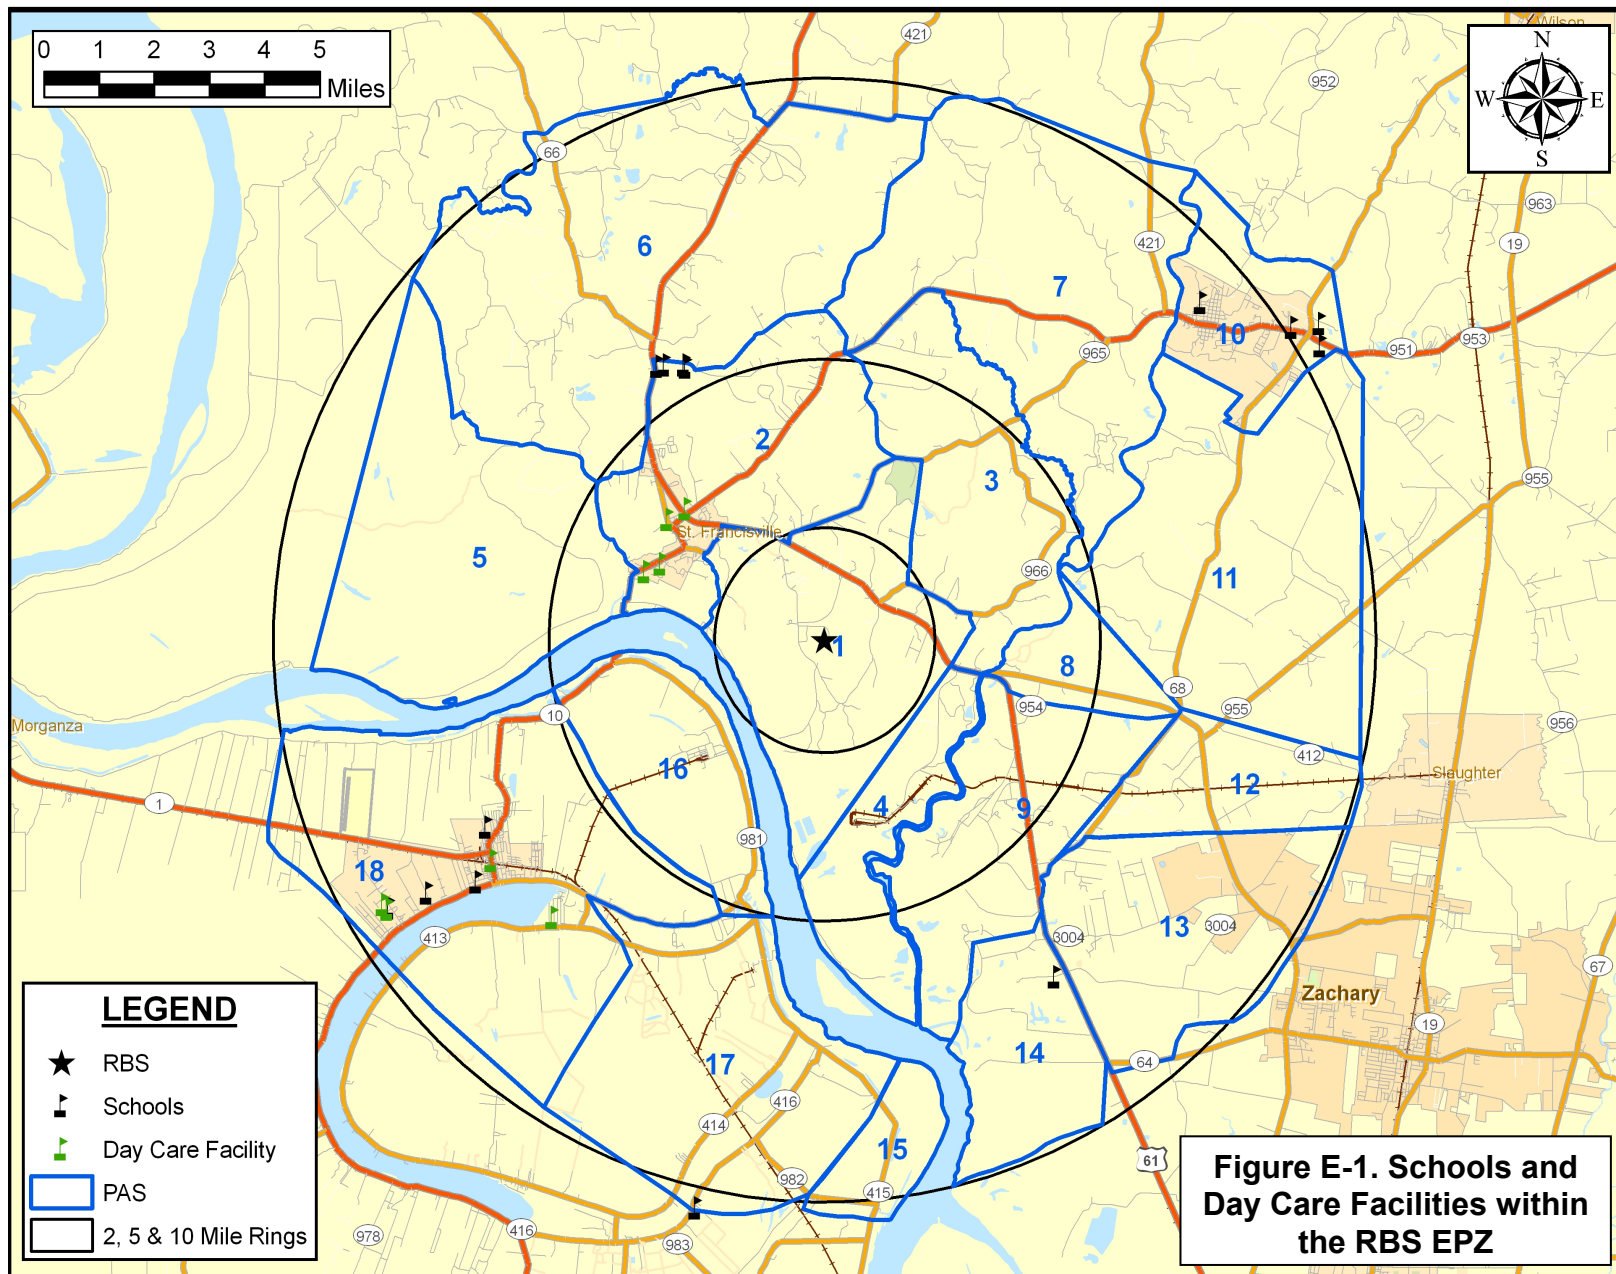 0 1 2 3 4 5
Miles
Wilson
N
W E
S
421
952
66
963
19
6
421
7
10
965
951
953
2
3
955
St. Francisville
5
966
11
1
8
68
954
955
956
Morganza
10
412
16
Slaughter
12
1
4
9
981
18
13
3004
3004
413
67
Zachary
19
14
17
64
416
414
15
61
982
415
416
978
983
LEGEND
RBS
Schools
Day Care Facility
PAS
2, 5 & 10 Mile Rings
Figure E-1. Schools and
Day Care Facilities within
the RBS EPZ